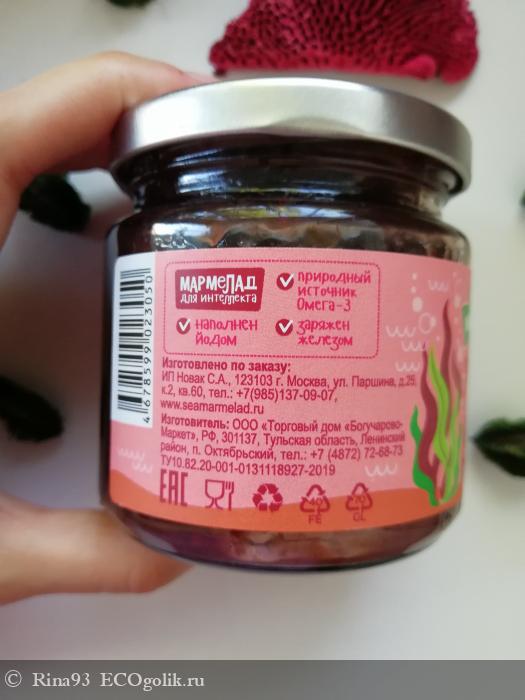 МАРМЕЛАД
ДЛЯ ИНТЕЛЛЕКТА
ПРИРОДНЫЙ
ИСТОЧНИК
Омега-3
НАПОЛНЕН
ЙОДОМ
ЗАРЯЖЕН
ЖЕЛЕЗОМ
Изготовлено по заказу:
ИП Новак С.А., 123103 г. Москва, ул. Паршина, д.25,
к.2, кв.60, тел.: +7(985)137-09-07,
www.seamarmelad.ru
Изготовитель: ООО «Торговый дом «Богучарово-
Маркет», РФ, 301137, Тульская область, Ленинский
район, п. Октябрьский, тел.: +7 (4872) 72-68-73
ТУ10.82.20-001-0131118927-2019
4 678599 023050
ЕАС
40
FE
70
GL
© Rina93 ECOgolik.ru